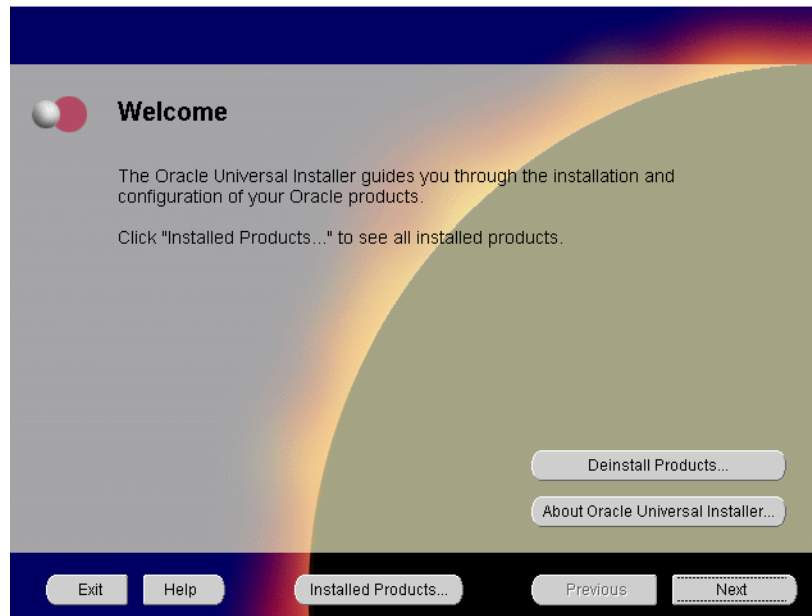 Welcome
The Oracle Universal Installer guides you through the installation and
configuration of your Oracle products.
Click "Installed Products..." to see all installed products.
Deinstall Products...
About Oracle Universal Installer...
Exit
Help
Installed Products...
Previous
Next